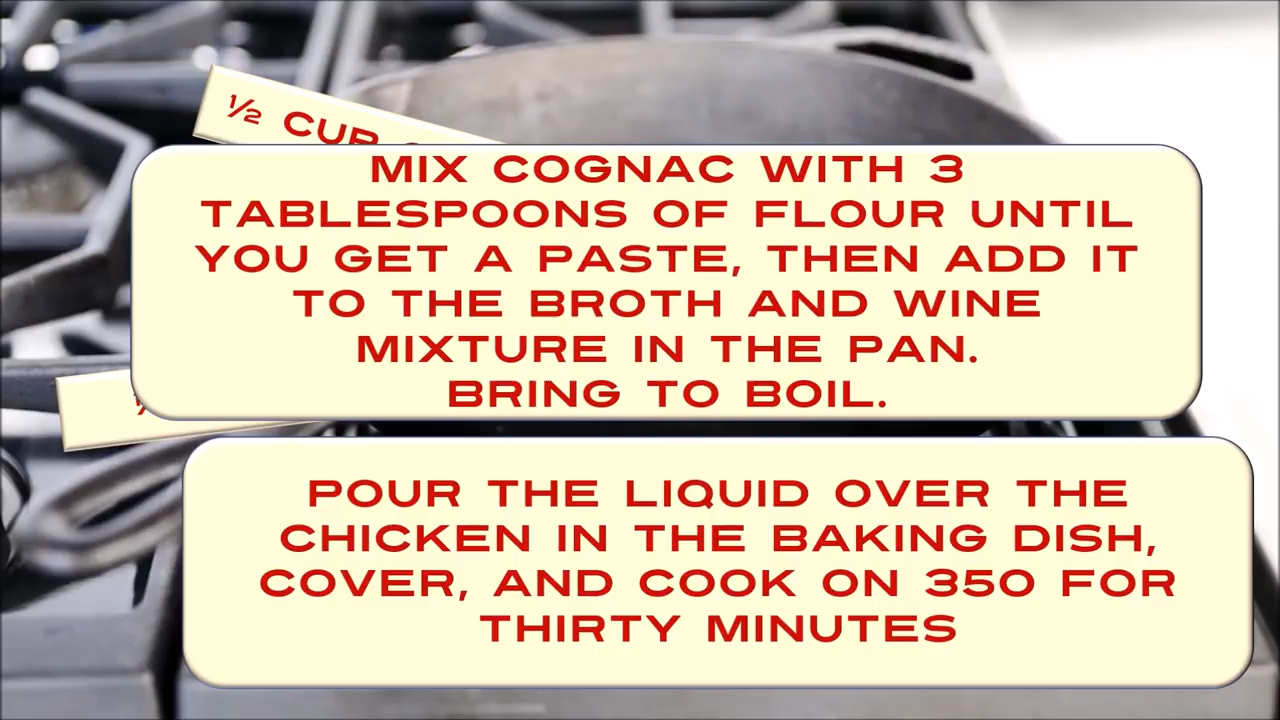 ½ CUP
MIX COGNAC WITH 3
TABLESPOONS OF FLOUR UNTIL
YOU GET A PASTE, THEN ADD IT
TO THE BROTH AND WINE
MIXTURE IN THE PAN.
BRING TO BOIL.
POUR THE LIQUID OVER THE
CHICKEN IN THE BAKING DISH,
COVER, AND COOK ON 350 FOR
THIRTY MINUTES